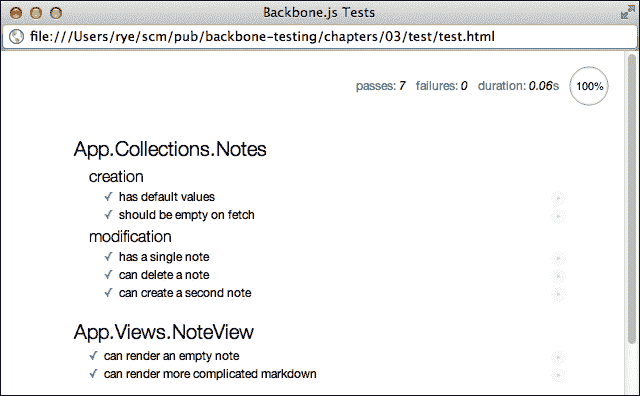 Backbone.js Tests
file:///Users/rye/scm/pub/backbone-testing/chapters/03/test/test.html
passes: 7 failures: 0 duration: 0.06s 100%
App.Collections.Notes
creation
✓ has default values
✓ should be empty on fetch
modification
✓ has a single note
✓ can delete a note
✓ can create a second note
App.Views.NoteView
✓ can render an empty note
✓ can render more complicated markdown